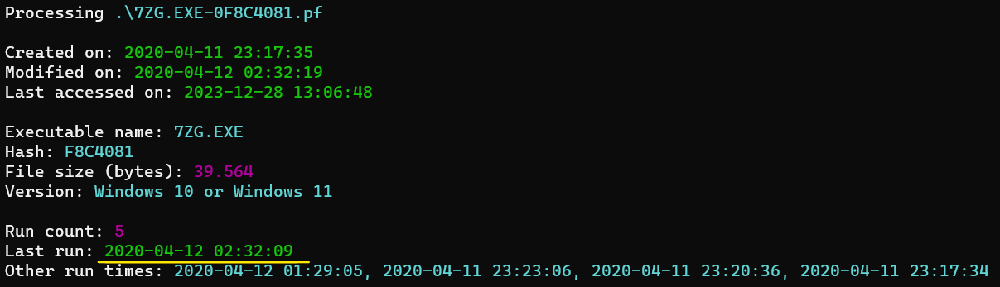 Processing .\7ZG.EXE-0F8C4081.pf
Created on: 2020-04-11 23:17:35
Modified on: 2020-04-12 02:32:19
Last accessed on: 2023-12-28 13:06:48
Executable name: 7ZG.EXE
Hash: F8C4081
File size (bytes): 39.564
Version: Windows 10 or Windows 11
Run count: 5
Last run: 2020-04-12 02:32:09
Other run times: 2020-04-12 01:29:05, 2020-04-11 23:23:06, 2020-04-11 23:20:36, 2020-04-11 23:17:34